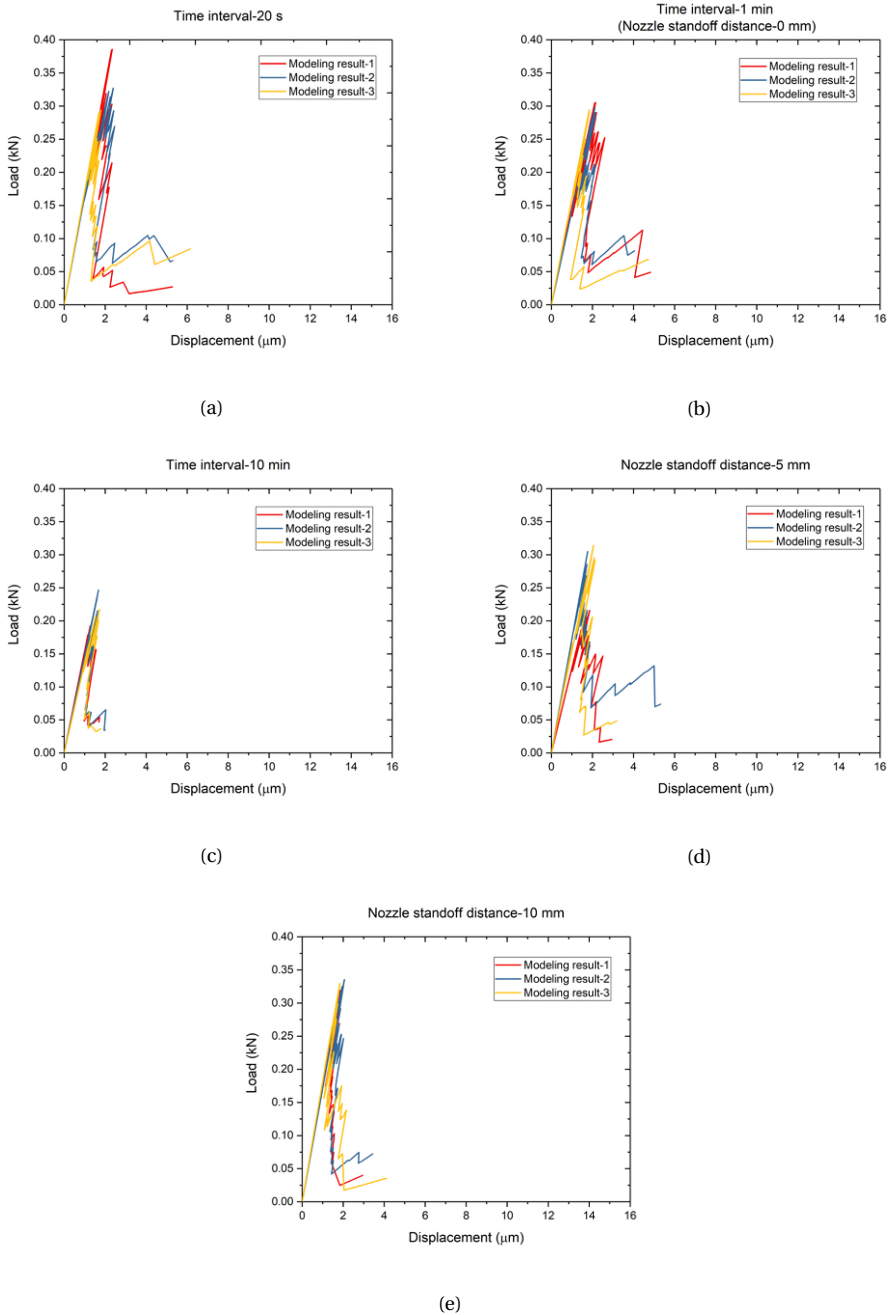 Time interval-20 s
0.40
0.35
0.30
0.25
0.20
0.15
0.10
0.05
0.00
Load (kN)
Modeling result-1
Modeling result-2
Modeling result-3
0 2 4 6 8 10 12 14 16
Displacement (μm)
(a)
Time interval-1 min
(Nozzle standoff distance-0 mm)
0.40
0.35
0.30
0.25
0.20
0.15
0.10
0.05
0.00
Load (kN)
Modeling result-1
Modeling result-2
Modeling result-3
0 2 4 6 8 10 12 14 16
Displacement (μm)
(b)
Time interval-10 min
0.40
0.35
0.30
0.25
0.20
0.15
0.10
0.05
0.00
Load (kN)
Modeling result-1
Modeling result-2
Modeling result-3
0 2 4 6 8 10 12 14 16
Displacement (μm)
(c)
Nozzle standoff distance-5 mm
0.40
0.35
0.30
0.25
0.20
0.15
0.10
0.05
0.00
Load (kN)
Modeling result-1
Modeling result-2
Modeling result-3
0 2 4 6 8 10 12 14 16
Displacement (μm)
(d)
Nozzle standoff distance-10 mm
0.40
0.35
0.30
0.25
0.20
0.15
0.10
0.05
0.00
Load (kN)
Modeling result-1
Modeling result-2
Modeling result-3
0 2 4 6 8 10 12 14 16
Displacement (μm)
(e)